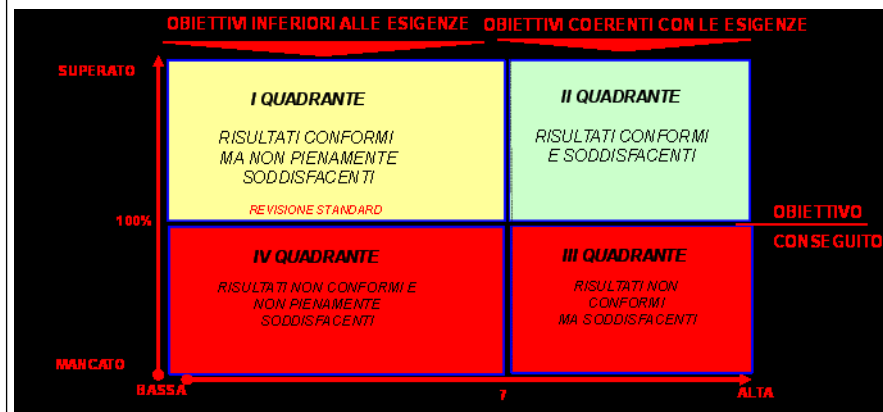 OBIETTIVI INFERIORI ALLE ESIGENZE
OBIETTIVI COERENTI CON LE ESIGENZE
SUPERATO
I QUADRANTE
RISULTATI CONFORMI
MA NON PIENAMENTE
SODDISFACENTI
REVISIONE STANDARD
II QUADRANTE
RISULTATI CONFORMI
E SODDISFACENTI
100%
OBIETTIVO
CONSEGUITO
IV QUADRANTE
RISULTATI NON CONFORMI E
NON PIENAMENTE
SODDISFACENTI
III QUADRANTE
RISULTATI NON
CONFORMI
MA SODDISFACENTI
MANCATO
BASSA
7
ALTA